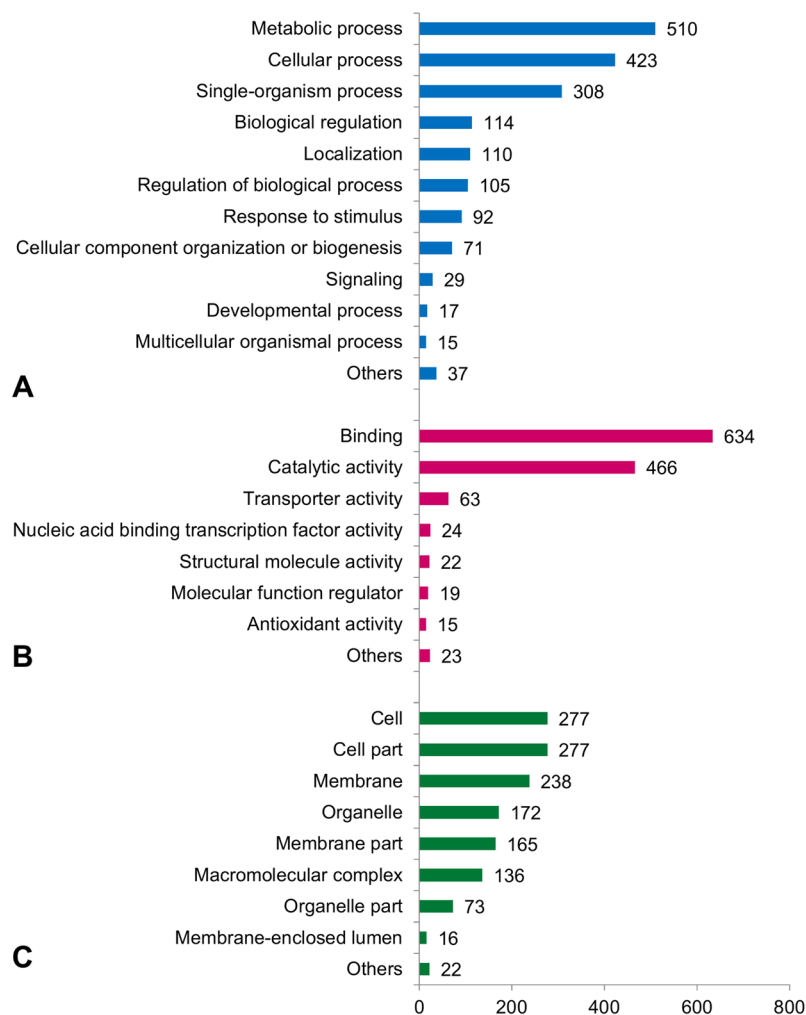 Metabolic process 510
Cellular process 423
Single-organism process 308
Biological regulation 114
Localization 110
Regulation of biological process 105
Response to stimulus 92
Cellular component organization or biogenesis 71
Signaling 29
Developmental process 17
Multicellular organismal process 15
Others 37
A
Binding 634
Catalytic activity 466
Transporter activity 63
Nucleic acid binding transcription factor activity 24
Structural molecule activity 22
Molecular function regulator 19
Antioxidant activity 15
Others 23
B
Cell 277
Cell part 277
Membrane 238
Organelle 172
Membrane part 165
Macromolecular complex 136
Organelle part 73
Membrane-enclosed lumen 16
C
Others 22
0 200 400 600 800